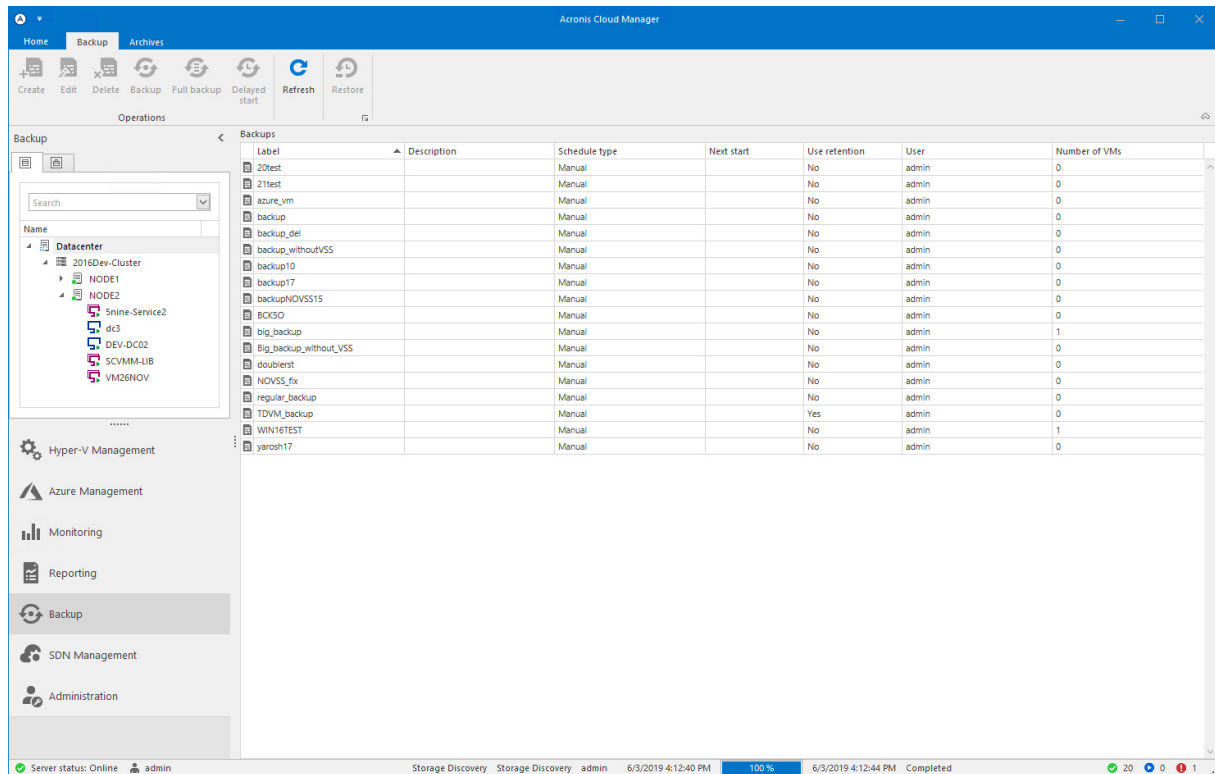 Acronis Cloud Manager
Home Backup Archives
Create Edit Delete Backup Full backup Delayed start Refresh Restore
Operations
Backup
Search
Name
Datacenter
2016Dev-Cluster
NODE1
NODE2
5nine-Service2
dc3
DEV-DC02
SCVMM-LIB
VM26NOV
Hyper-V Management
Azure Management
Monitoring
Reporting
Backup
SDN Management
Administration
Backups
Label Description Schedule type Next start Use retention User Number of VMs
20test Manual No admin 0
21test Manual No admin 0
azure_vm Manual No admin 0
backup Manual No admin 0
backup_del Manual No admin 0
backup_withoutVSS Manual No admin 0
backup10 Manual No admin 0
backup17 Manual No admin 0
backupNOVSS15 Manual No admin 0
BCK5O Manual No admin 0
big_backup Manual No admin 1
Big_backup_without_VSS Manual No admin 0
doublerst Manual No admin 0
NOVSS_fix Manual No admin 0
regular_backup Manual No admin 0
TDVM_backup Manual Yes admin 0
WIN16TEST Manual No admin 1
yarosh17 Manual No admin 0
Server status: Online admin Storage Discovery Storage Discovery admin 6/3/2019 4:12:40 PM 100 % 6/3/2019 4:12:44 PM Completed 20 0 1